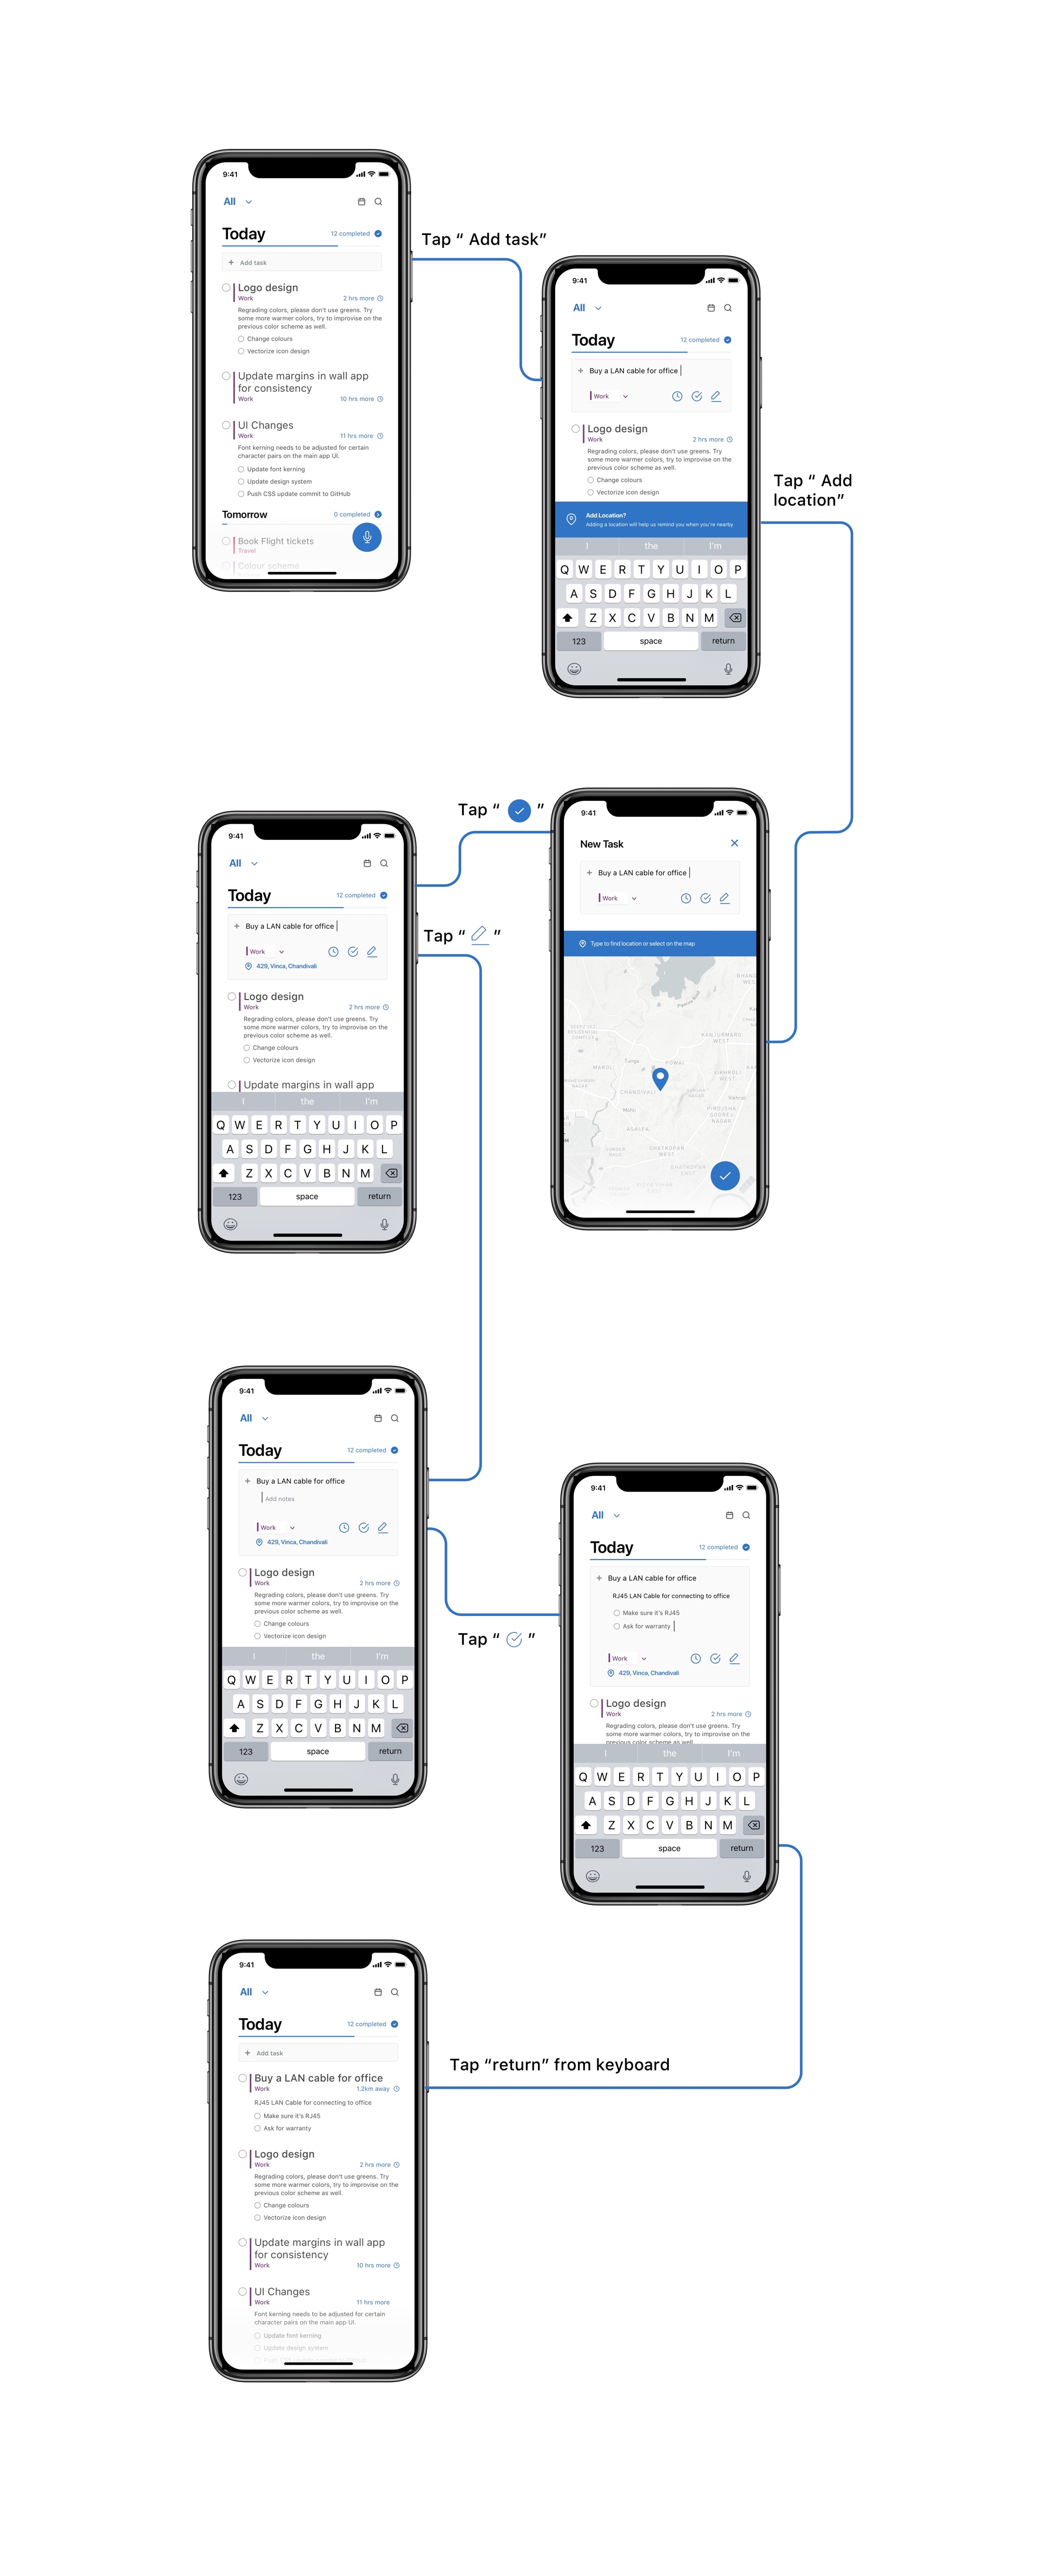 9:41
All
Today
12 completed
+ Add task
Logo design
Work
2 hrs more
Regrading colors, please don't use greens. Try
some more warmer colors, try to improvise on the
previous color scheme as well.
Change colours
Vectorize icon design
Update margins in wall app
for consistency
Work
10 hrs more
UI Changes
Work
11 hrs more
Font kerning needs to be adjusted for certain
character pairs on the main app UI.
Update font kerning
Update design system
Push CSS update commit to GitHub
Tomorrow
0 completed
Book Flight tickets
Travel
Colour scheme
Tap “ Add task”
9:41
All
Today
12 completed
+ Buy a LAN cable for office
Work
Logo design
Work
2 hrs more
Regrading colors, please don't use greens. Try
some more warmer colors, try to improvise on the
previous color scheme as well.
Change colours
Vectorize icon design
Add Location?
Adding a location will help us remind you when you're nearby
I the I'm
Q W E R T Y U I O P
A S D F G H J K L
Z X C V B N M
123 space return
Tap “ Add
location”
9:41
New Task
+ Buy a LAN cable for office
Work
Type to find location or select on the map
KANJURMARG
WEST
Tunga
POWAI
MAROL
CHANDIVALI
VIKHROLI
WEST
Vikhroli
Mohili
PIROJSHA
GODREJ
NAGAR
ASALFA
GHATKOPAR
WEST
GHATKOPAR
EAST
Tap “ ”
9:41
All
Today
12 completed
+ Buy a LAN cable for office
Work
429, Vinca, Chandivali
Logo design
Work
2 hrs more
Regrading colors, please don't use greens. Try
some more warmer colors, try to improvise on the
previous color scheme as well.
Change colours
Vectorize icon design
Update margins in wall app
I the I'm
Q W E R T Y U I O P
A S D F G H J K L
Z X C V B N M
123 space return
Tap “ ”
9:41
All
Today
12 completed
+ Buy a LAN cable for office
Add notes
Work
429, Vinca, Chandivali
Logo design
Work
2 hrs more
Regrading colors, please don't use greens. Try
some more warmer colors, try to improvise on the
previous color scheme as well.
Change colours
Vectorize icon design
I the I'm
Q W E R T Y U I O P
A S D F G H J K L
Z X C V B N M
123 space return
Tap “ ”
9:41
All
Today
12 completed
+ Buy a LAN cable for office
RJ45 LAN Cable for connecting to office
Make sure it's RJ45
Ask for warranty
Work
429, Vinca, Chandivali
Logo design
Work
2 hrs more
Regrading colors, please don't use greens. Try
some more warmer colors, try to improvise on the
previous color scheme as well.
I the I'm
Q W E R T Y U I O P
A S D F G H J K L
Z X C V B N M
123 space return
Tap “return” from keyboard
9:41
All
Today
12 completed
+ Add task
Buy a LAN cable for office
Work
1.2km away
RJ45 LAN Cable for connecting to office
Make sure it's RJ45
Ask for warranty
Logo design
Work
2 hrs more
Regrading colors, please don't use greens. Try
some more warmer colors, try to improvise on the
previous color scheme as well.
Change colours
Vectorize icon design
Update margins in wall app
for consistency
Work
10 hrs more
UI Changes
Work
11 hrs more
Font kerning needs to be adjusted for certain
character pairs on the main app UI.
Update font kerning
Update design system